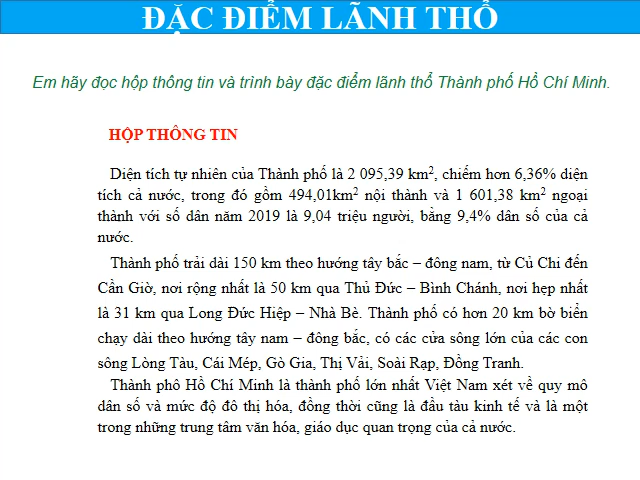 ĐẶC ĐIỂM LÃNH THỔ
Em hãy đọc hộp thông tin và trình bày đặc điểm lãnh thổ Thành phố Hồ Chí Minh.
HỘP THÔNG TIN
Diện tích tự nhiên của Thành phố là 2 095,39 km², chiếm hơn 6,36% diện
tích cả nước, trong đó gồm 494,01km² nội thành và 1 601,38 km² ngoại
thành với số dân năm 2019 là 9,04 triệu người, bằng 9,4% dân số của cả
nước.
Thành phố trải dài 150 km theo hướng tây bắc – đông nam, từ Củ Chi đến
Cần Giờ, nơi rộng nhất là 50 km qua Thủ Đức – Bình Chánh, nơi hẹp nhất
là 31 km qua Long Đức Hiệp – Nhà Bè. Thành phố có hơn 20 km bờ biển
chạy dài theo hướng tây nam – đông bắc, có các cửa sông lớn của các con
sông Lòng Tàu, Cái Mép, Gò Gia, Thị Vải, Soài Rạp, Đồng Tranh.
Thành phô Hồ Chí Minh là thành phố lớn nhất Việt Nam xét về quy mô
dân số và mức độ đô thị hóa, đồng thời cũng là đầu tàu kinh tế và là một
trong những trung tâm văn hóa, giáo dục quan trọng của cả nước.